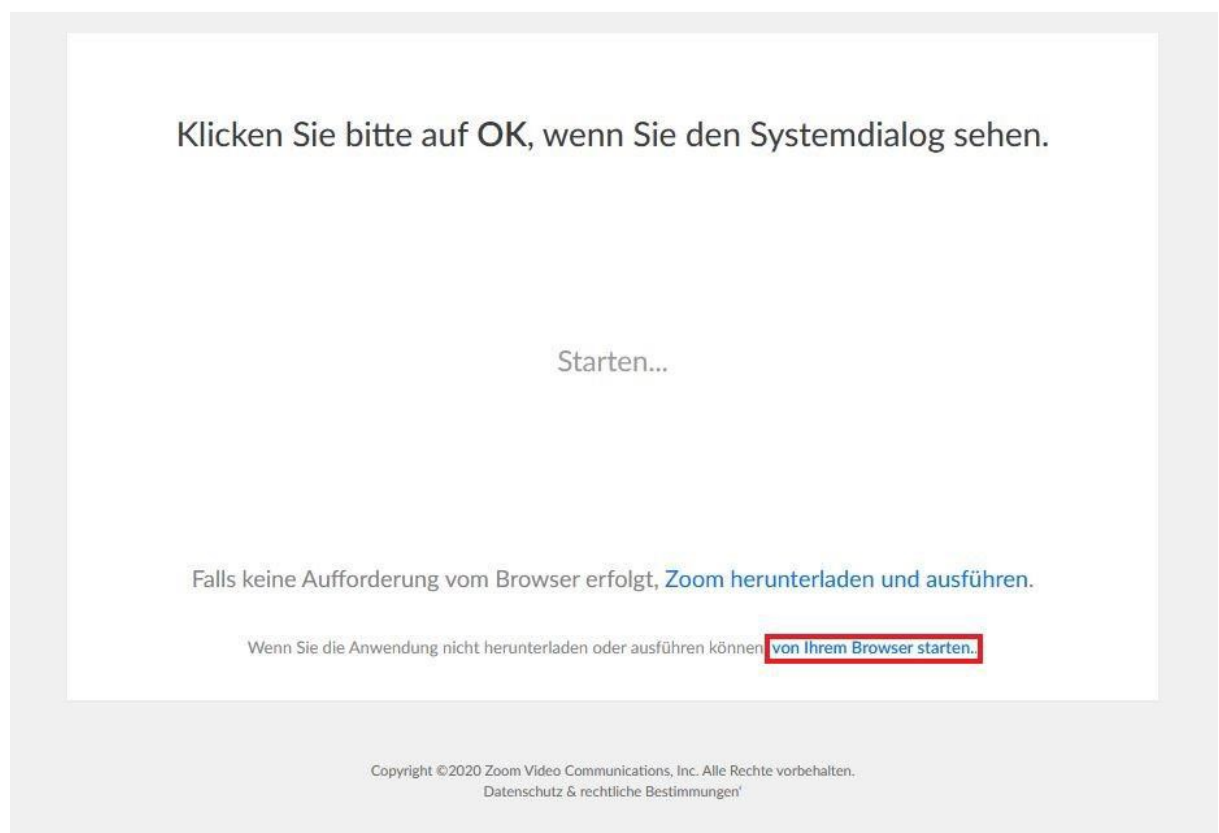 Klicken Sie bitte auf OK, wenn Sie den Systemdialog sehen.
Starten...
Falls keine Aufforderung vom Browser erfolgt, Zoom herunterladen und ausführen.
Wenn Sie die Anwendung nicht herunterladen oder ausführen können von Ihrem Browser starten..
Copyright ©2020 Zoom Video Communications, Inc. Alle Rechte vorbehalten.
Datenschutz & rechtliche Bestimmungen'